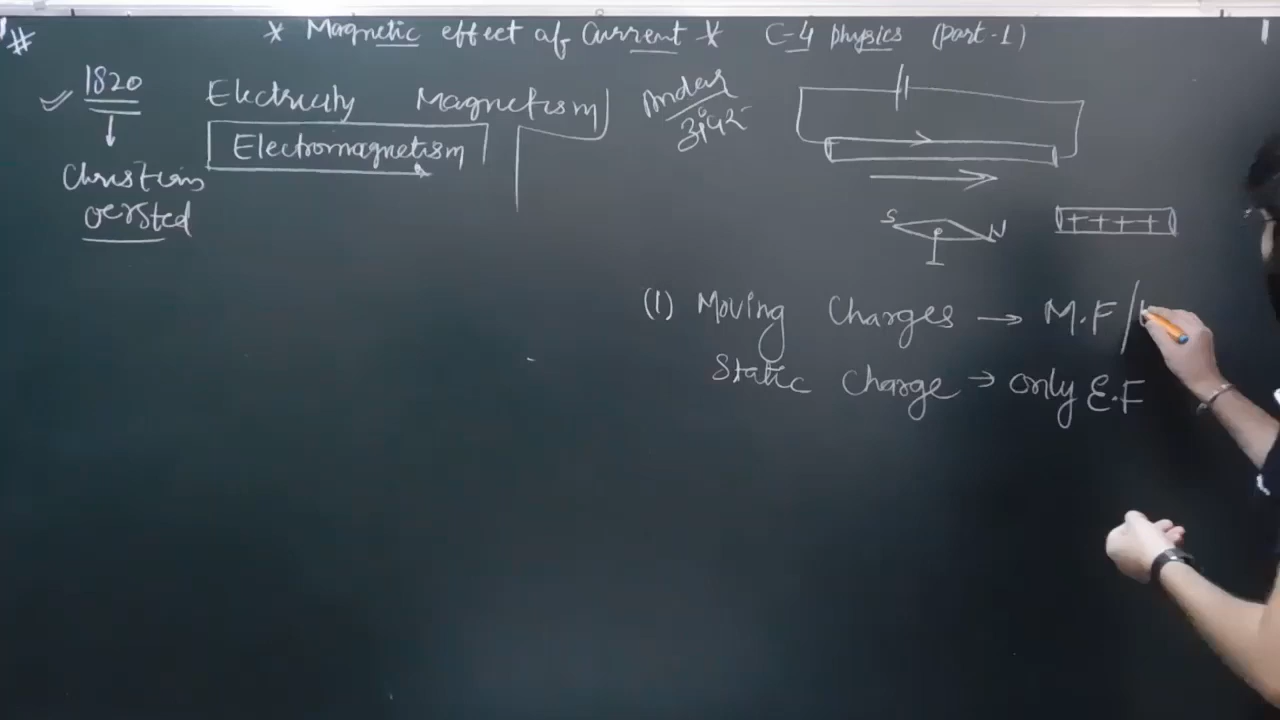 # * Magnetic effect of Current * C-4 physics (part-1)
1820
Electricity Magnetism
Electromagnetism
Christian
oersted
S N
+ + + +
(1) Moving Charges → M.F /
Static Charge → only E.F